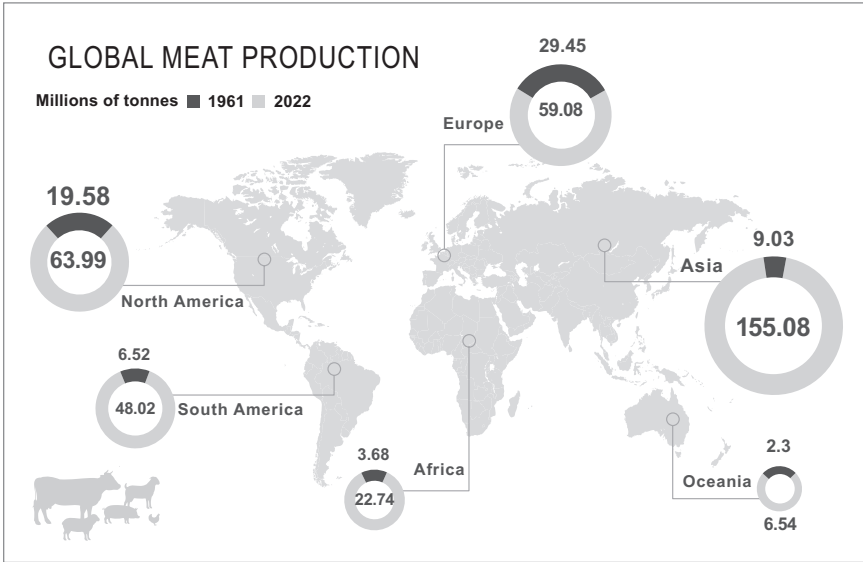 GLOBAL MEAT PRODUCTION
Millions of tonnes 1961 2022
29.45
59.08
Europe
19.58
63.99
North America
9.03
155.08
Asia
6.52
48.02
South America
3.68
22.74
Africa
2.3
Oceania
6.54